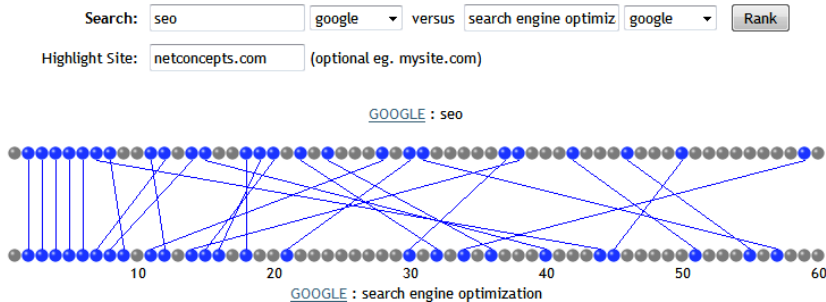 Search: seo google versus search engine optimiz google Rank
Highlight Site: netconcepts.com (optional eg. mysite.com)
GOOGLE : seo
10 20 30 40 50 60
GOOGLE : search engine optimization